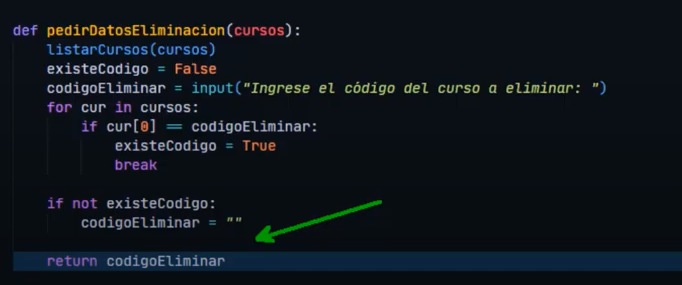 def pedirDatosEliminacion(cursos):
    listarCursos(cursos)
    existeCodigo = False
    codigoEliminar = input("Ingrese el código del curso a eliminar: ")
    for cur in cursos:
        if cur[0] == codigoEliminar:
            existeCodigo = True
            break
    if not existeCodigo:
        codigoEliminar = ""
    return codigoEliminar